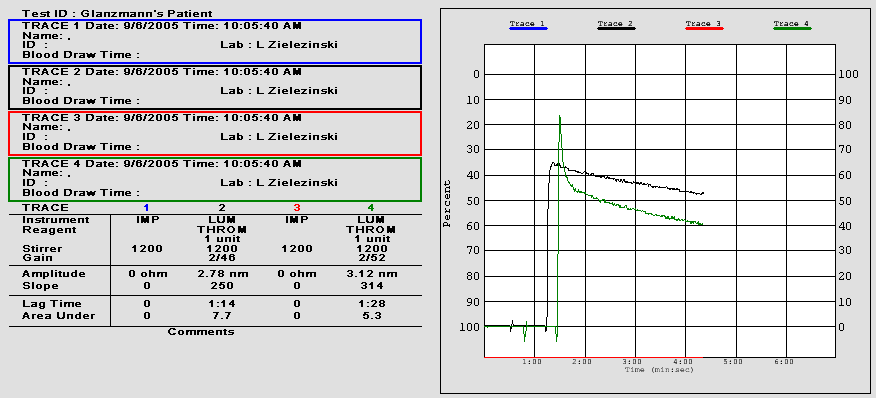 Test ID : Glanzmann's Patient
TRACE 1 Date: 9/6/2005 Time: 10:05:40 AM
Name: .
ID : Lab : L Zielezinski
Blood Draw Time :
TRACE 2 Date: 9/6/2005 Time: 10:05:40 AM
Name: .
ID : Lab : L Zielezinski
Blood Draw Time :
TRACE 3 Date: 9/6/2005 Time: 10:05:40 AM
Name: .
ID : Lab : L Zielezinski
Blood Draw Time :
TRACE 4 Date: 9/6/2005 Time: 10:05:40 AM
Name: .
ID : Lab : L Zielezinski
Blood Draw Time :
TRACE 1 2 3 4
Instrument IMP LUM IMP LUM
Reagent THROM THROM
1 unit 1 unit
Stirrer 1200 1200 1200 1200
Gain 2/46 2/52
Amplitude 0 ohm 2.78 nm 0 ohm 3.12 nm
Slope 0 250 0 314
Lag Time 0 1:14 0 1:28
Area Under 0 7.7 0 5.3
Comments
Trace 1 Trace 2 Trace 3 Trace 4
0 100
10 90
20 80
30 70
40 60
50 50
60 40
70 30
80 20
90 10
100 0
Percent
1:00 2:00 3:00 4:00 5:00 6:00
Time (min:sec)